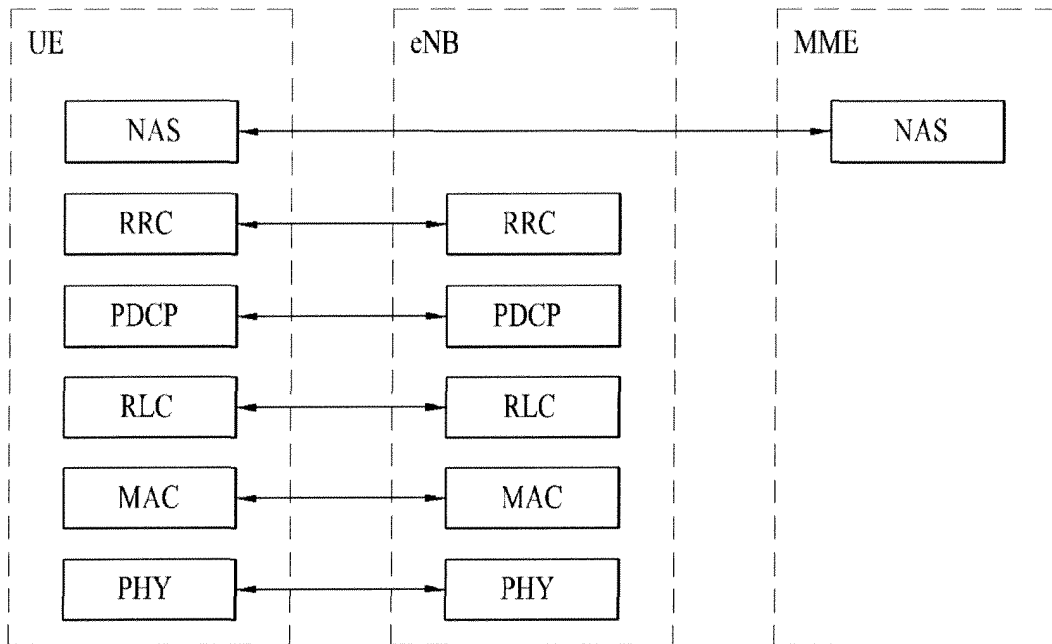 UE eNB MME
NAS NAS
RRC RRC
PDCP PDCP
RLC RLC
MAC MAC
PHY PHY